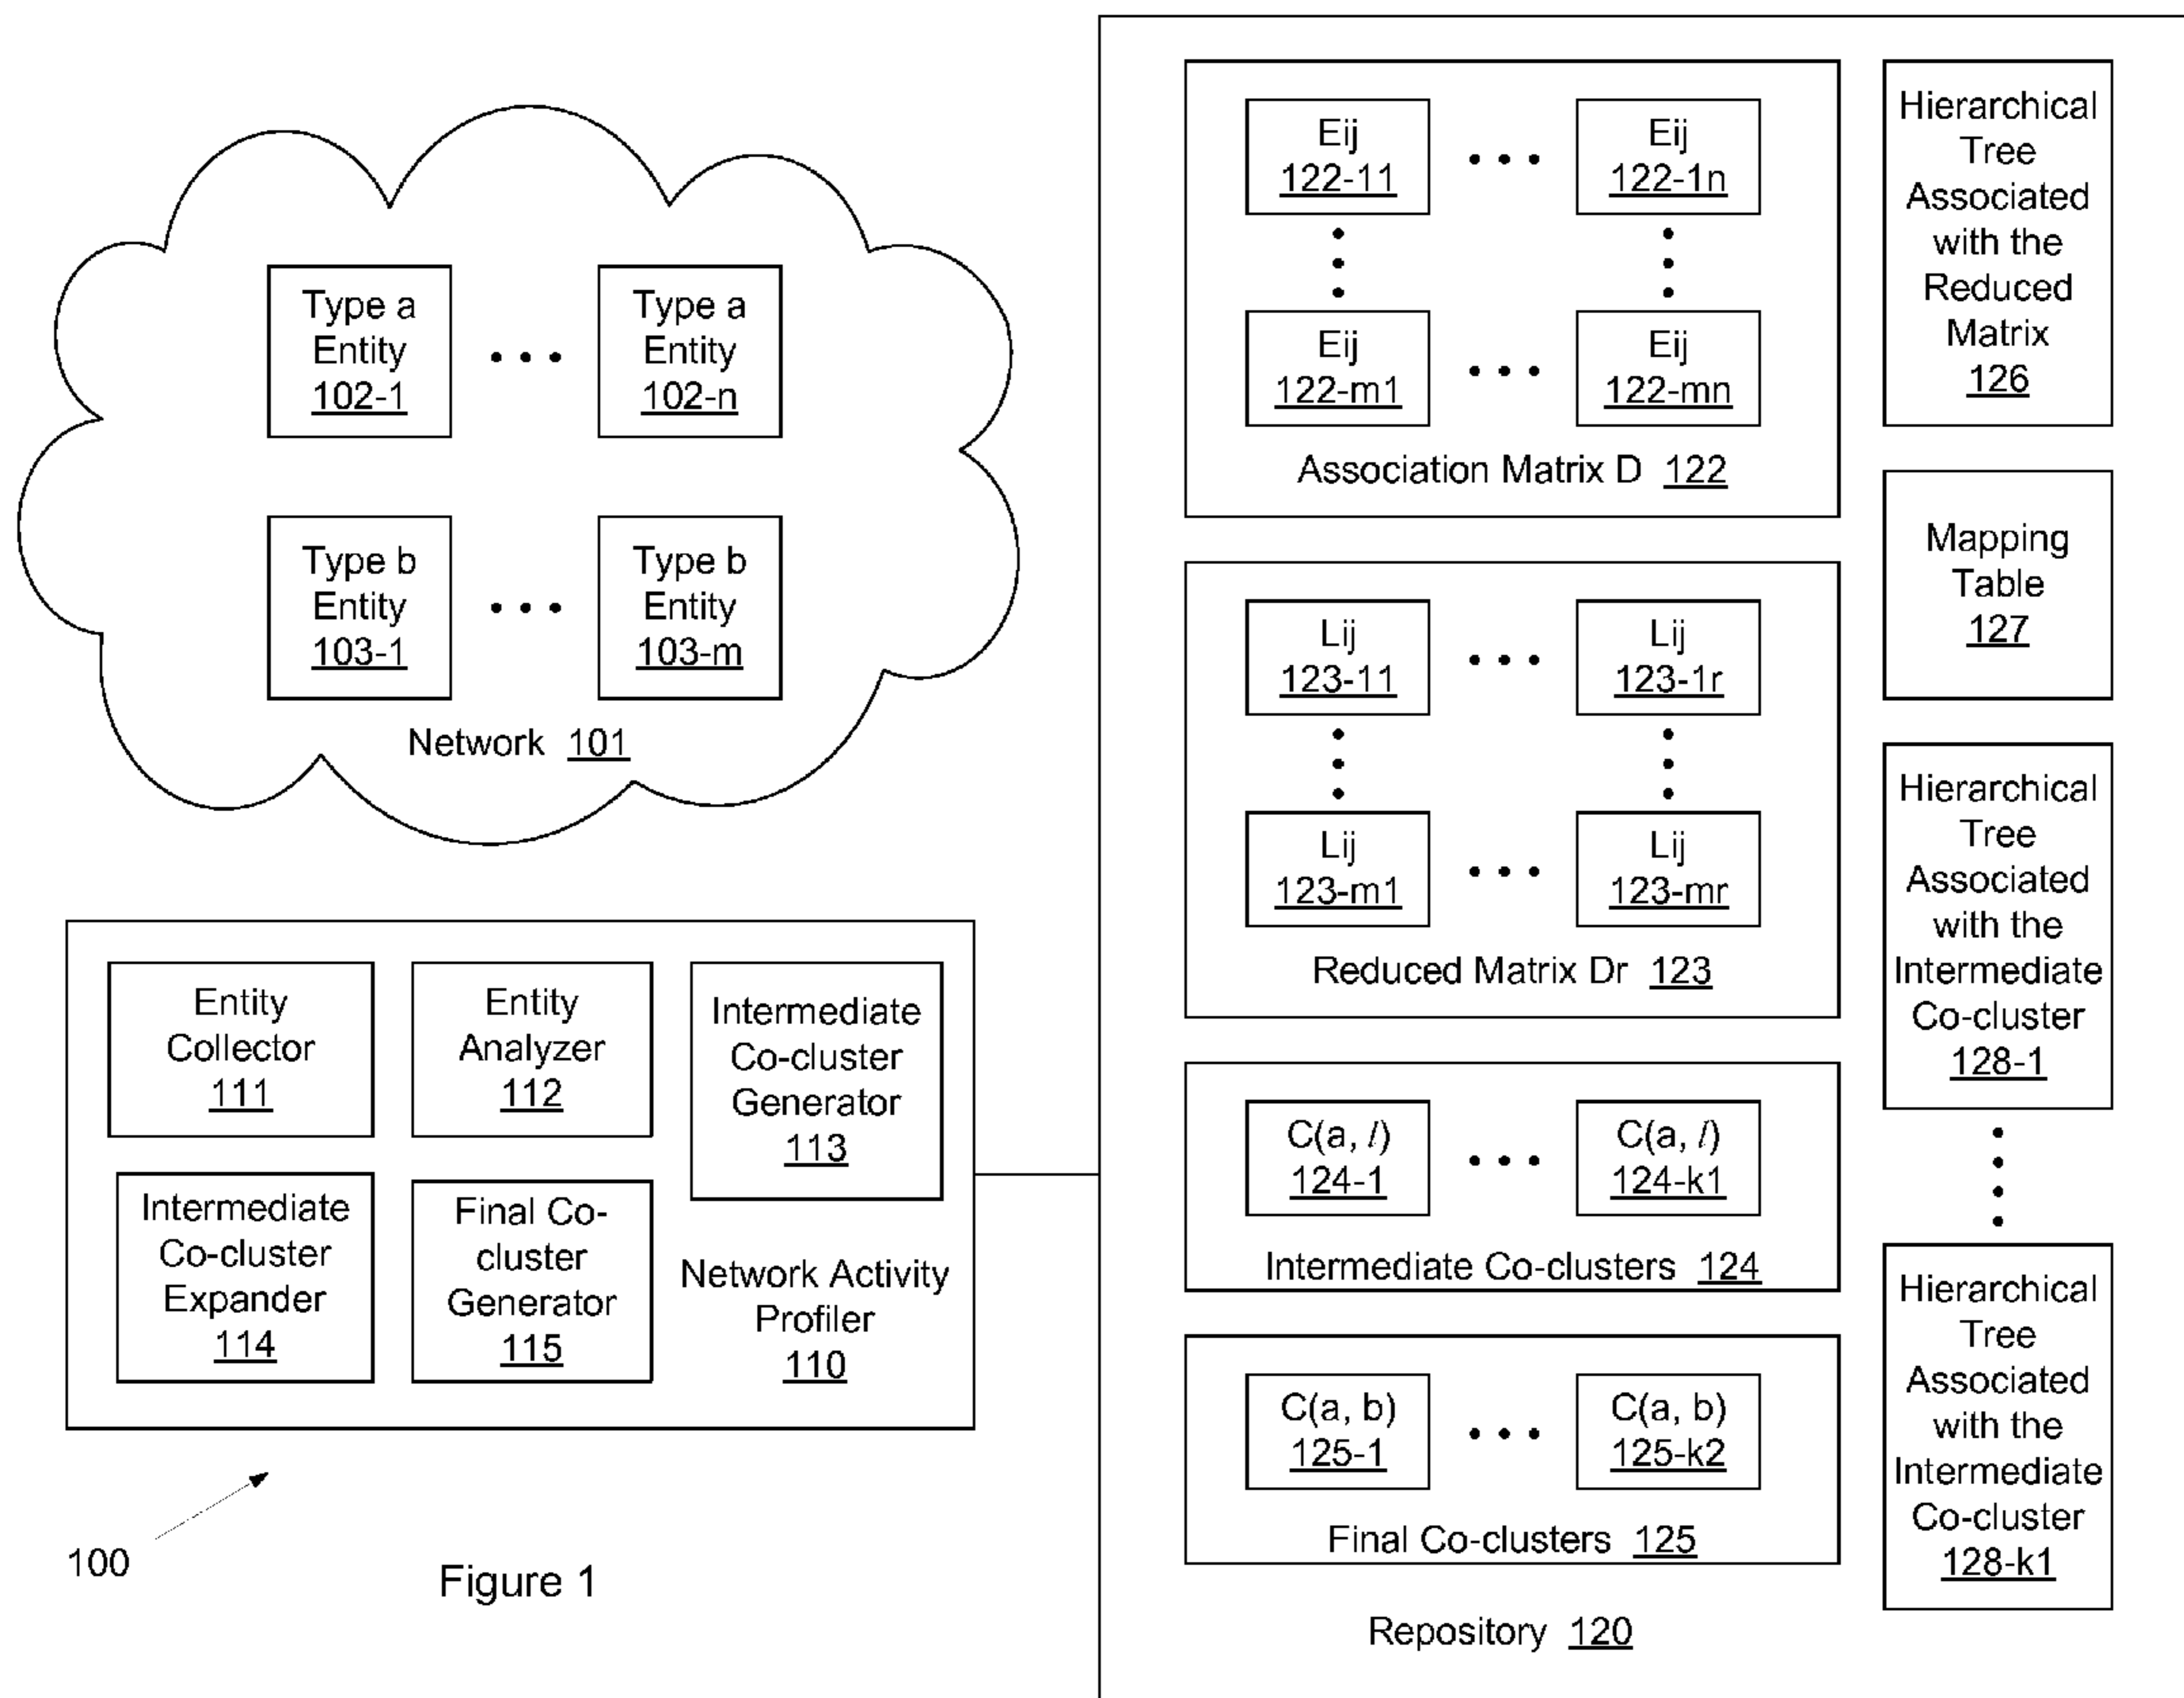 Type a
Entity
102-1
Type a
Entity
102-n
Type b
Entity
103-1
Type b
Entity
103-m
Network 101
Entity
Collector
111
Entity
Analyzer
112
Intermediate
Co-cluster
Generator
113
Intermediate
Co-cluster
Expander
114
Final Co-
cluster
Generator
115
Network Activity
Profiler
110
100
Figure 1
Eij
122-11
Eij
122-1n
Eij
122-m1
Eij
122-mn
Association Matrix D 122
Lij
123-11
Lij
123-1r
Lij
123-m1
Lij
123-mr
Reduced Matrix Dr 123
C(a, l)
124-1
C(a, l)
124-k1
Intermediate Co-clusters 124
C(a, b)
125-1
C(a, b)
125-k2
Final Co-clusters 125
Repository 120
Hierarchical
Tree
Associated
with the
Reduced
Matrix
126
Mapping
Table
127
Hierarchical
Tree
Associated
with the
Intermediate
Co-cluster
128-1
Hierarchical
Tree
Associated
with the
Intermediate
Co-cluster
128-k1